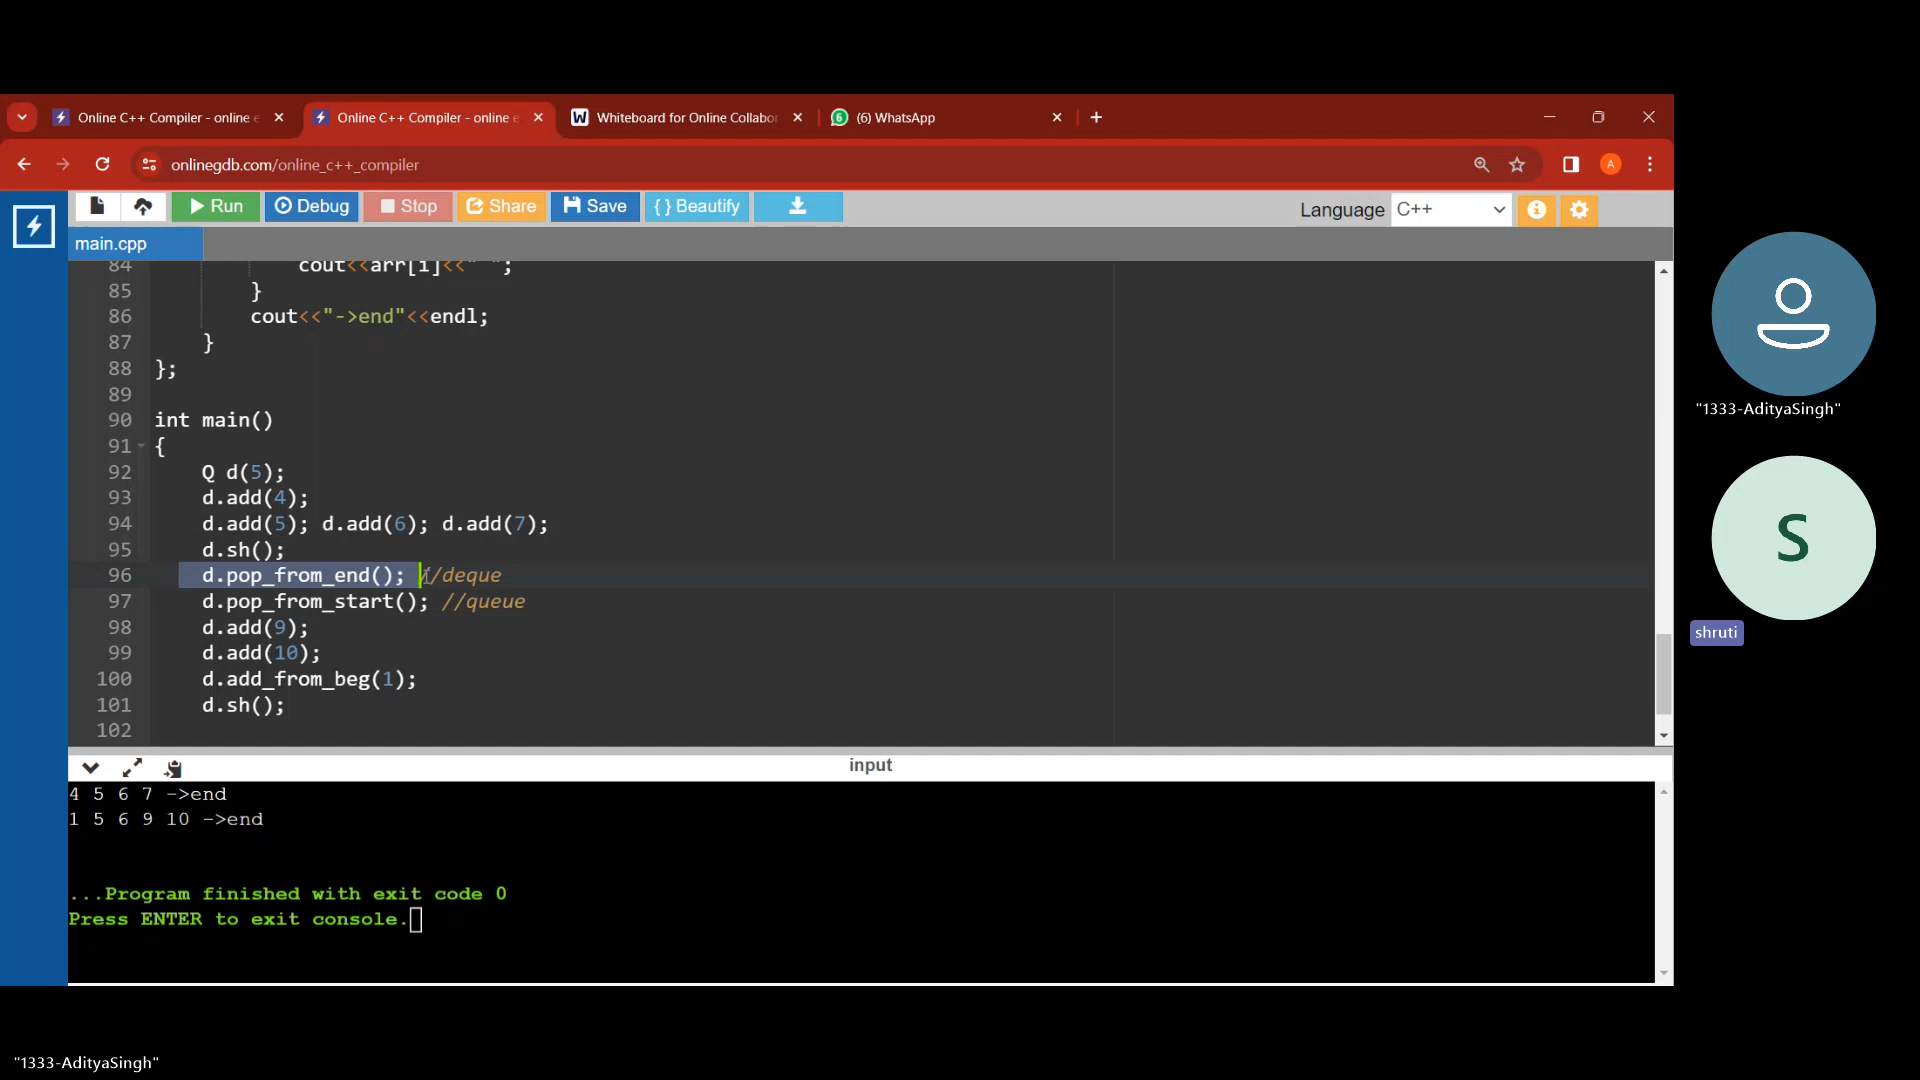 Online C++ Compiler - online e
Online C++ Compiler - online e
W Whiteboard for Online Collabor
6 (6) WhatsApp
onlinegdb.com/online_c++_compiler
A
Run
Debug
Stop
Share
Save
{ } Beautify
Language C++
main.cpp
84 cout<<arr[i]<<" ";
85 }
86 cout<<"->end"<<endl;
87 }
88 };
89
90 int main()
91 {
92 Q d(5);
93 d.add(4);
94 d.add(5); d.add(6); d.add(7);
95 d.sh();
96 d.pop_from_end(); //deque
97 d.pop_from_start(); //queue
98 d.add(9);
99 d.add(10);
100 d.add_from_beg(1);
101 d.sh();
102
input
4 5 6 7 ->end
1 5 6 9 10 ->end
...Program finished with exit code 0
Press ENTER to exit console.
"1333-AdityaSingh"
S
shruti
"1333-AdityaSingh"